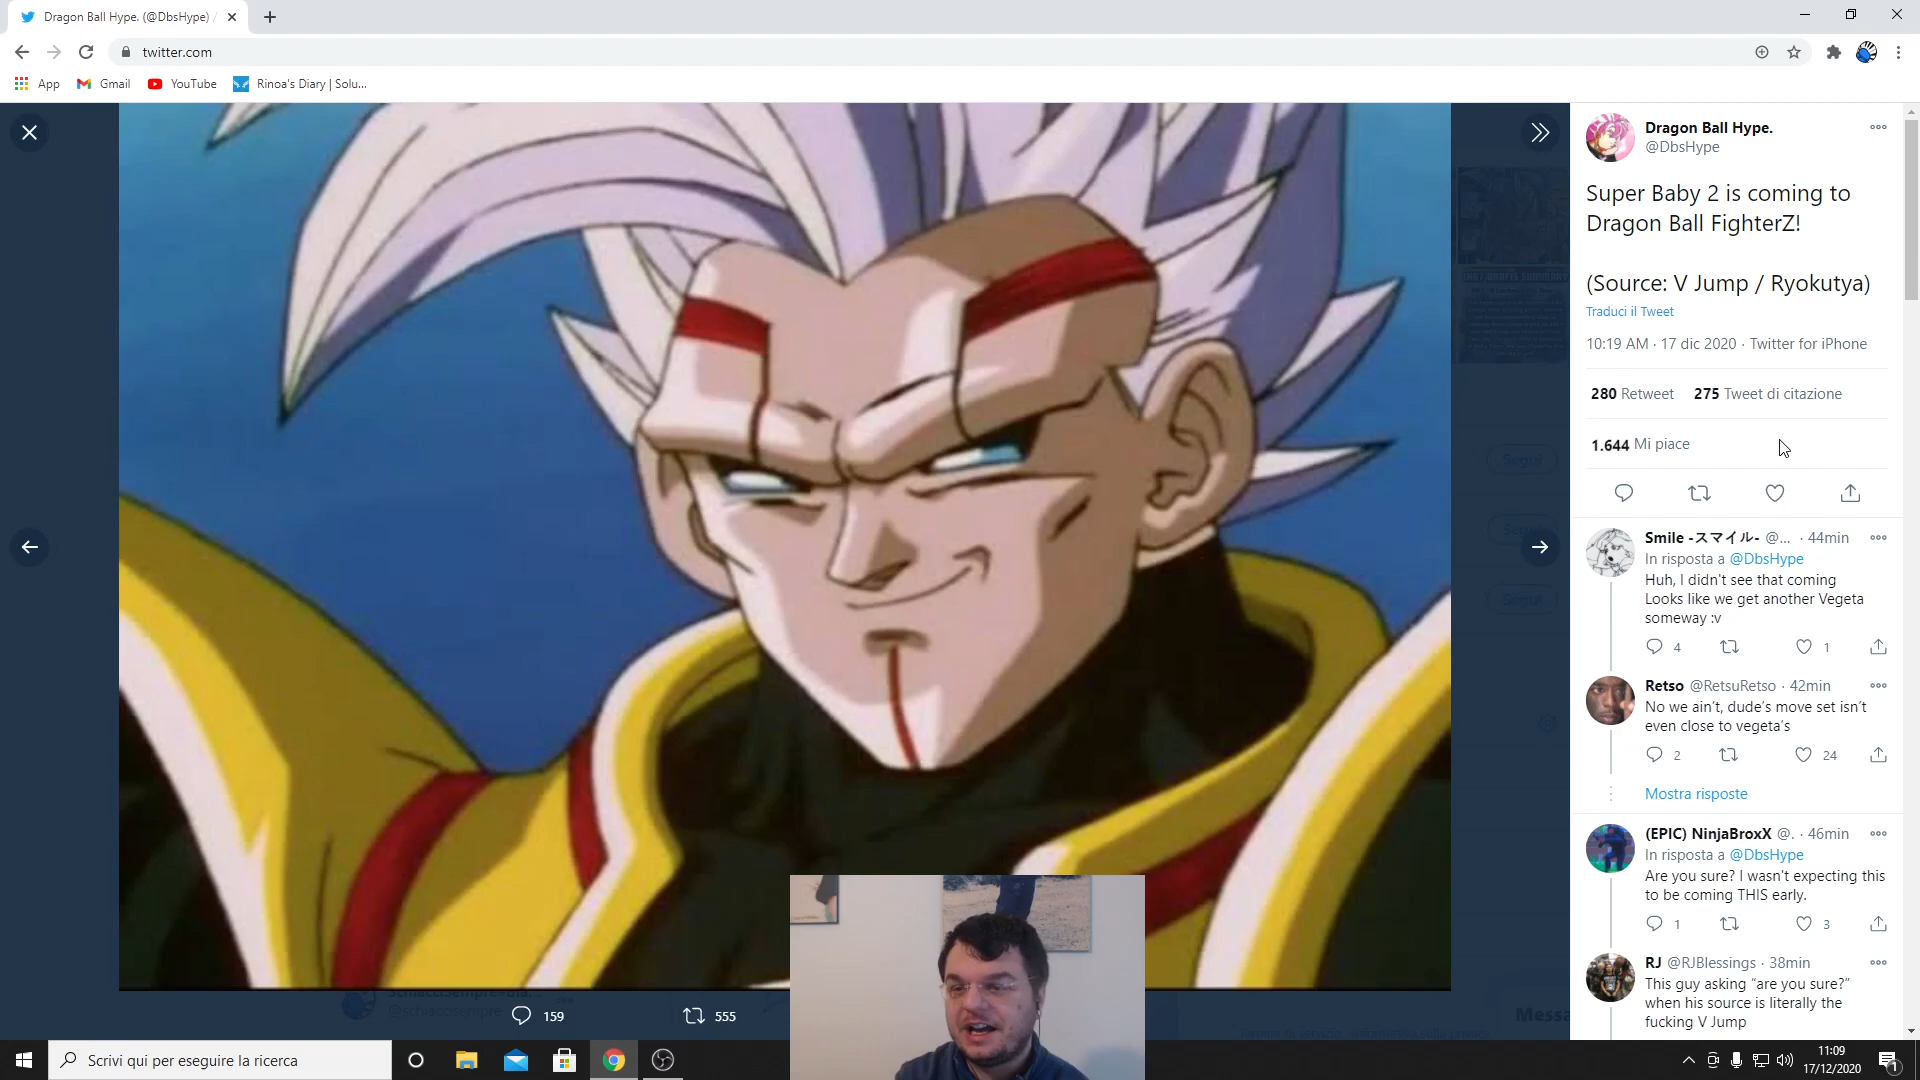 Dragon Ball Hype. (@DbsHype) /
twitter.com
App
Gmail
YouTube
Rinoa's Diary | Solu...
Dragon Ball Hype.
@DbsHype
Super Baby 2 is coming to
Dragon Ball FighterZ!
(Source: V Jump / Ryokutya)
Traduci il Tweet
10:19 AM · 17 dic 2020 · Twitter for iPhone
280 Retweet 275 Tweet di citazione
1.644 Mi piace
Smile -スマイル- @... · 44min
In risposta a @DbsHype
Huh, I didn't see that coming
Looks like we get another Vegeta
someway :v
4 1
Retso @RetsuRetso · 42min
No we ain't, dude's move set isn't
even close to vegeta's
2 24
Mostra risposte
(EPIC) NinjaBroxX @. · 46min
In risposta a @DbsHype
Are you sure? I wasn't expecting this
to be coming THIS early.
1 3
RJ @RJBlessings · 38min
This guy asking "are you sure?"
when his source is literally the
fucking V Jump
Segui
Segui
Segui
@schiaccisempre
159 555
Messa
Scrivi qui per eseguire la ricerca
11:09
17/12/2020
1